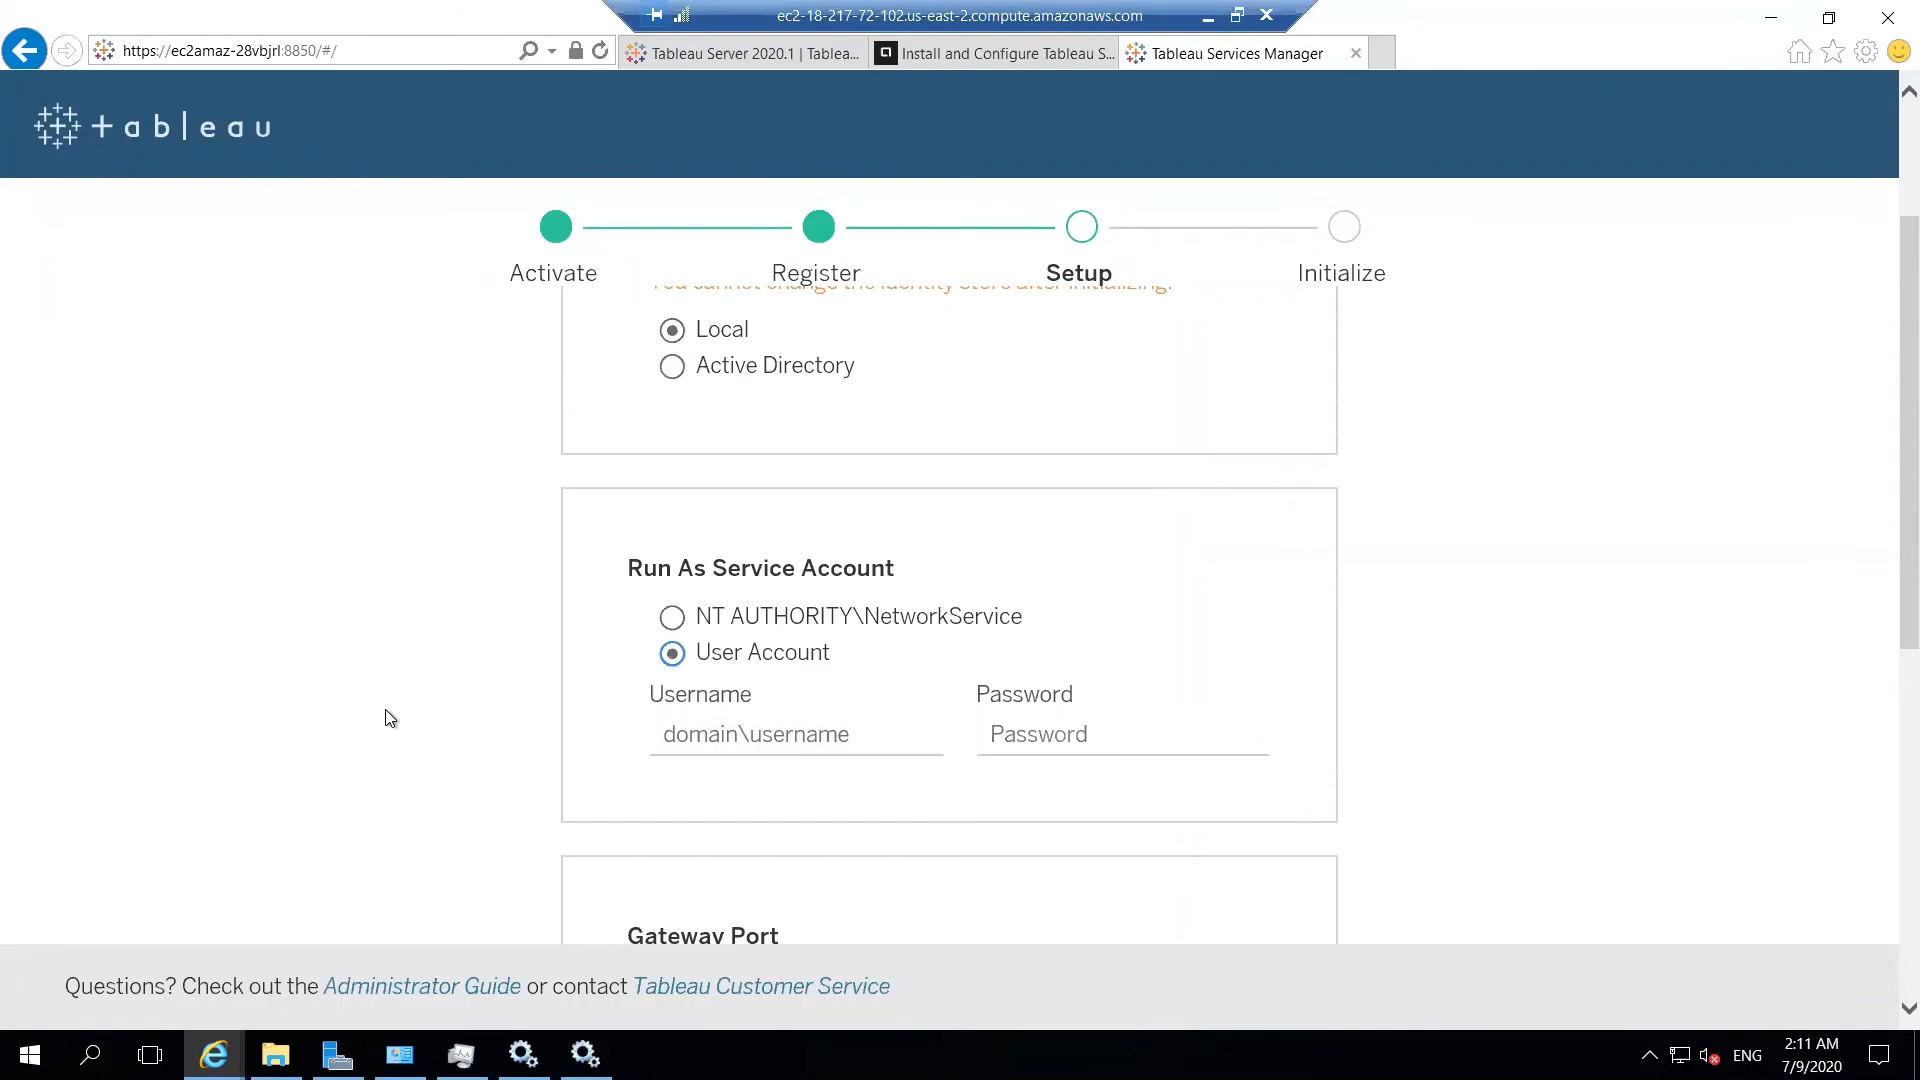 ec2-18-217-72-102.us-east-2.compute.amazonaws.com
https://ec2amaz-28vbjrl:8850/#/
Tableau Server 2020.1 | Tablea...
Install and Configure Tableau S...
Tableau Services Manager
+ a b | e a u
Activate
Register
Setup
Initialize
You cannot change the identity store after initializing.
Local
Active Directory
Run As Service Account
NT AUTHORITY\NetworkService
User Account
Username
Password
domain\username
Password
Gateway Port
Questions? Check out the Administrator Guide or contact Tableau Customer Service
ENG
2:11 AM
7/9/2020